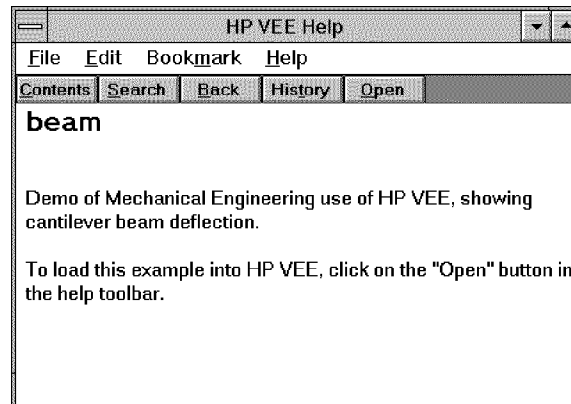 HP VEE Help
File Edit Bookmark Help
Contents Search Back History Open
beam
Demo of Mechanical Engineering use of HP VEE, showing
cantilever beam deflection.
To load this example into HP VEE, click on the "Open" button in
the help toolbar.